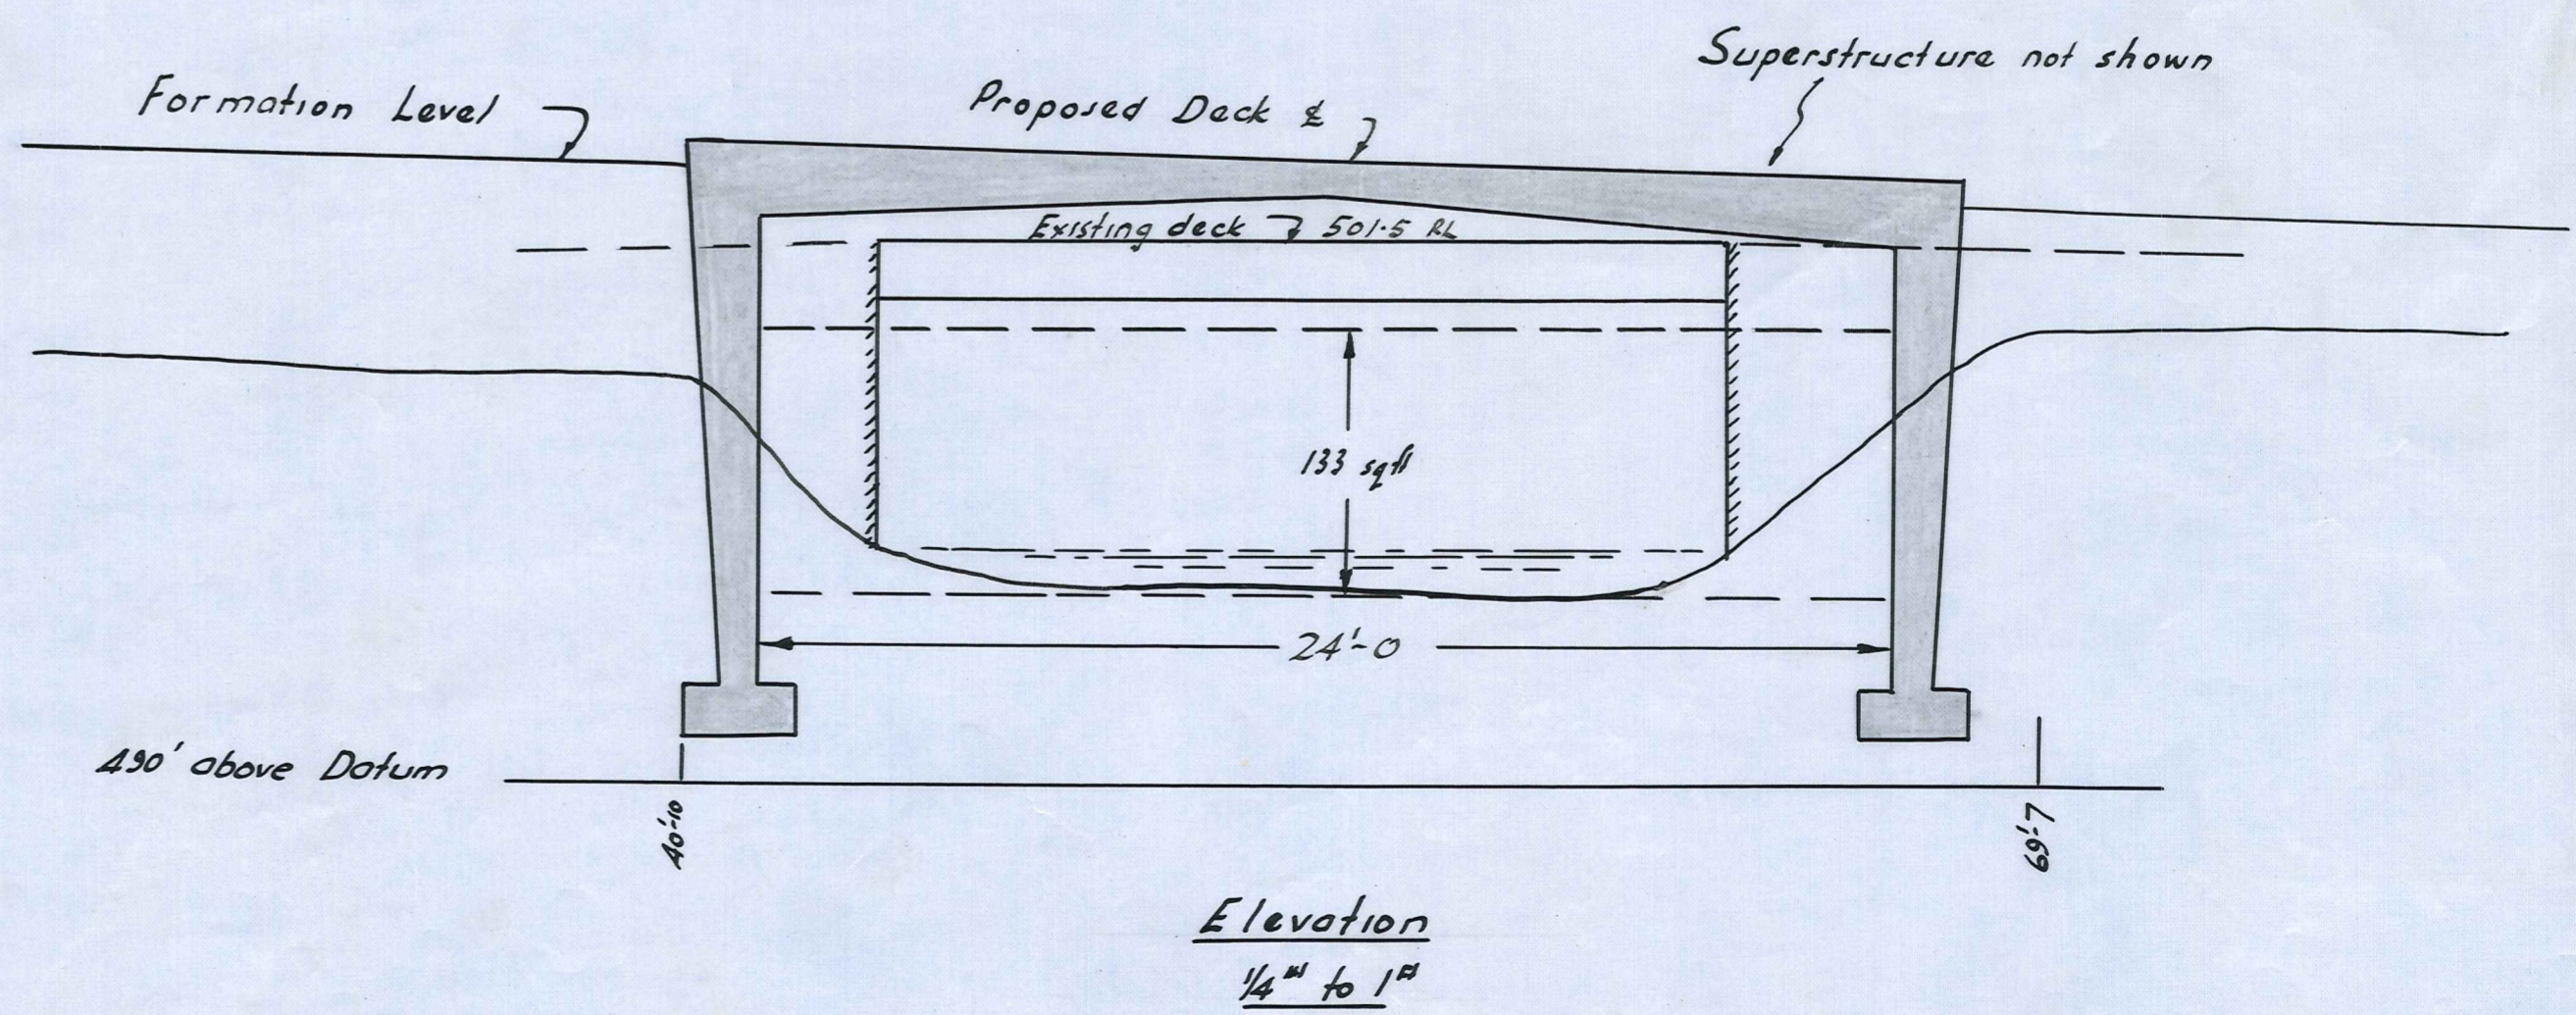 Superstructure not shown
Formation Level
Proposed Deck ℄
Existing deck 501·5 RL
133 sqft
24'-0
490' above Datum
40'-10
69'-7
Elevation
1/4" to 1ft